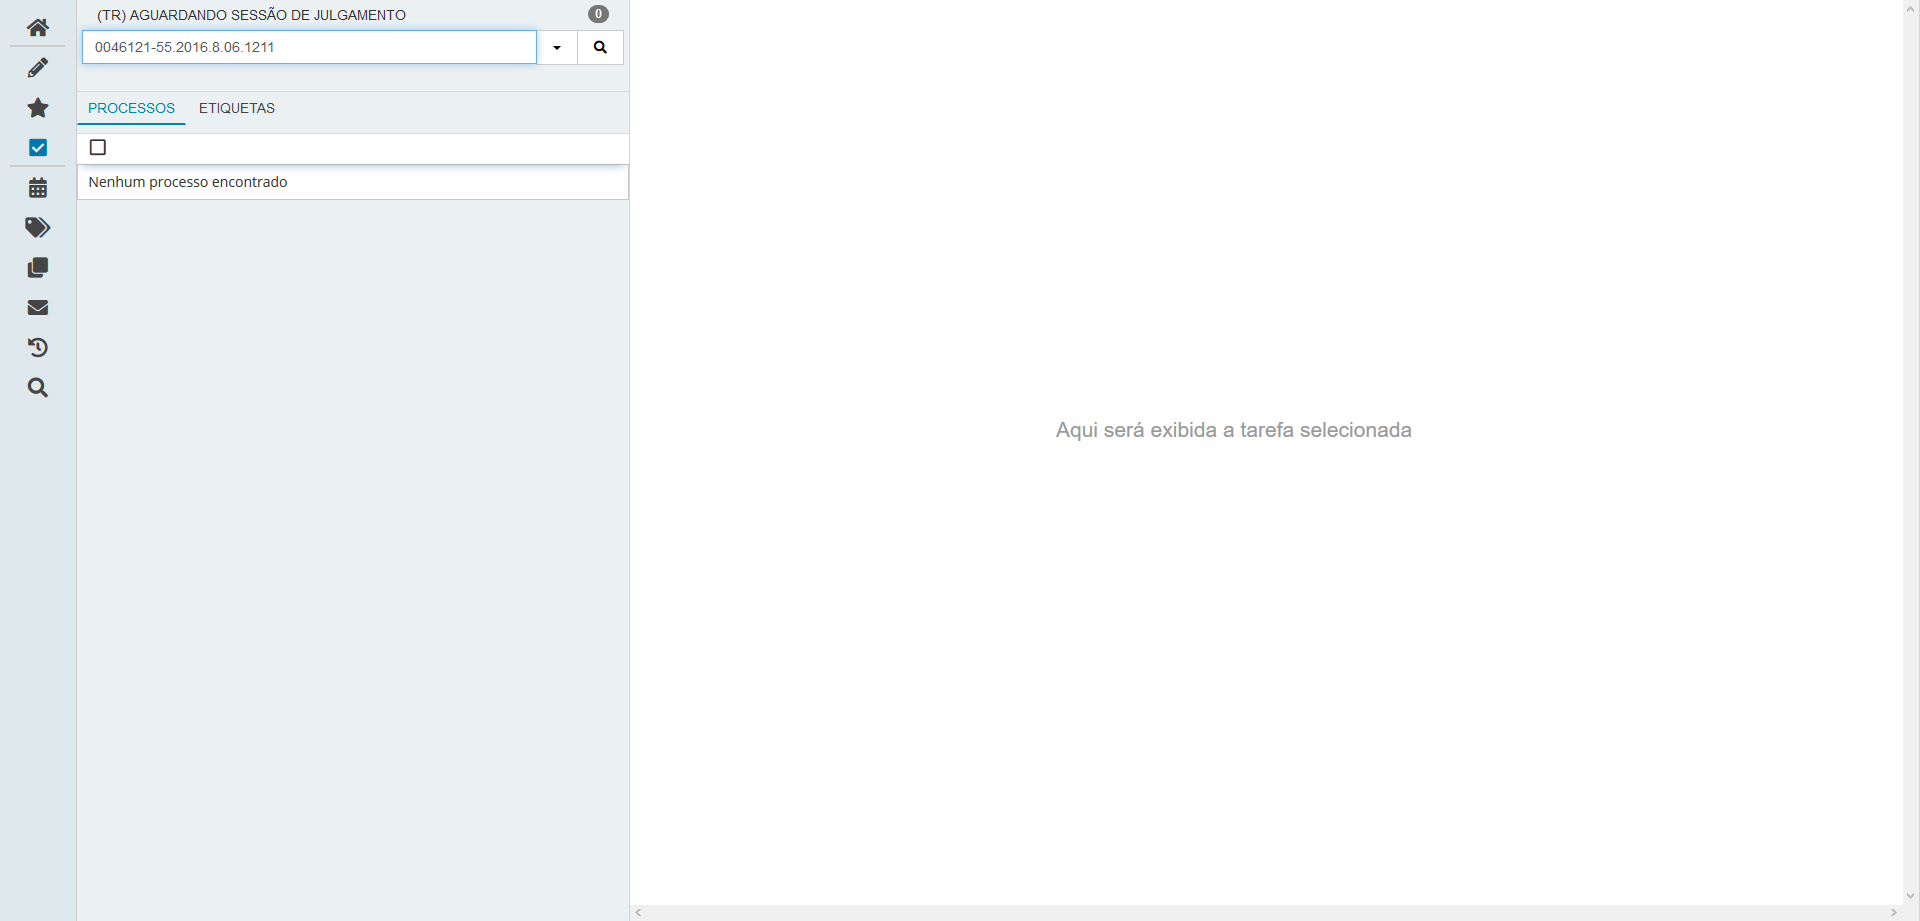 (TR) AGUARDANDO SESSÃO DE JULGAMENTO
0
0046121-55.2016.8.06.1211
PROCESSOS
ETIQUETAS
Nenhum processo encontrado
Aqui será exibida a tarefa selecionada